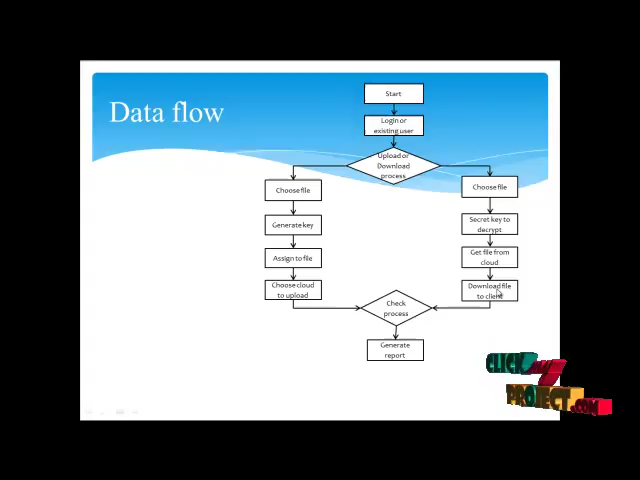 Data flow
Start
Login or
existing user
Upload or
Download
process
Choose file
Generate key
Assign to file
Choose cloud
to upload
Choose file
Secret key to
decrypt
Get file from
cloud
Download file
to client
Check
process
Generate
report
CLICK
MY
PROJECT.COM